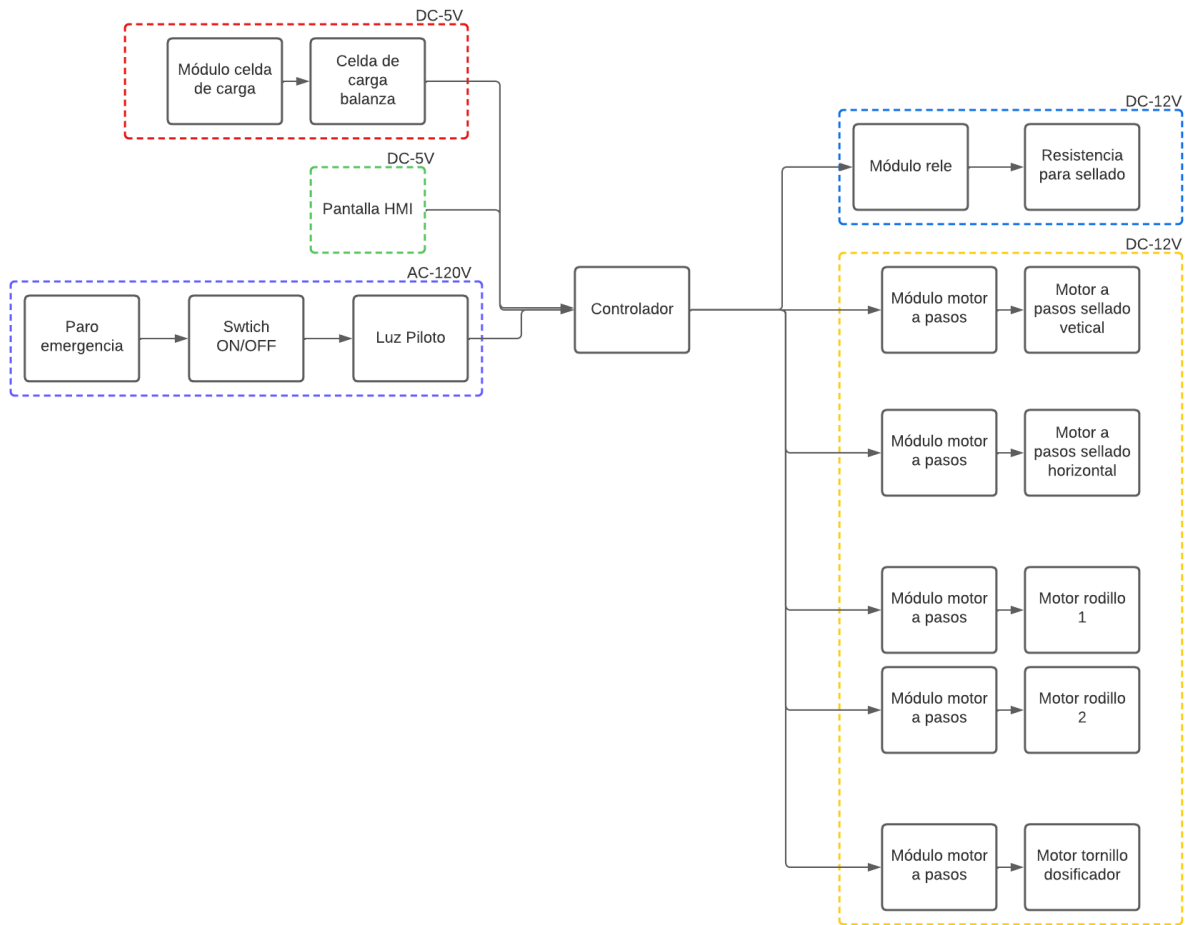 DC-5V
Módulo celda
de carga
Celda de
carga
balanza
DC-5V
Pantalla HMI
AC-120V
Paro
emergencia
Swtich
ON/OFF
Luz Piloto
Controlador
DC-12V
Módulo rele
Resistencia
para sellado
DC-12V
Módulo motor
a pasos
Motor a
pasos sellado
vetical
Módulo motor
a pasos
Motor a
pasos sellado
horizontal
Módulo motor
a pasos
Motor rodillo
1
Módulo motor
a pasos
Motor rodillo
2
Módulo motor
a pasos
Motor tornillo
dosificador